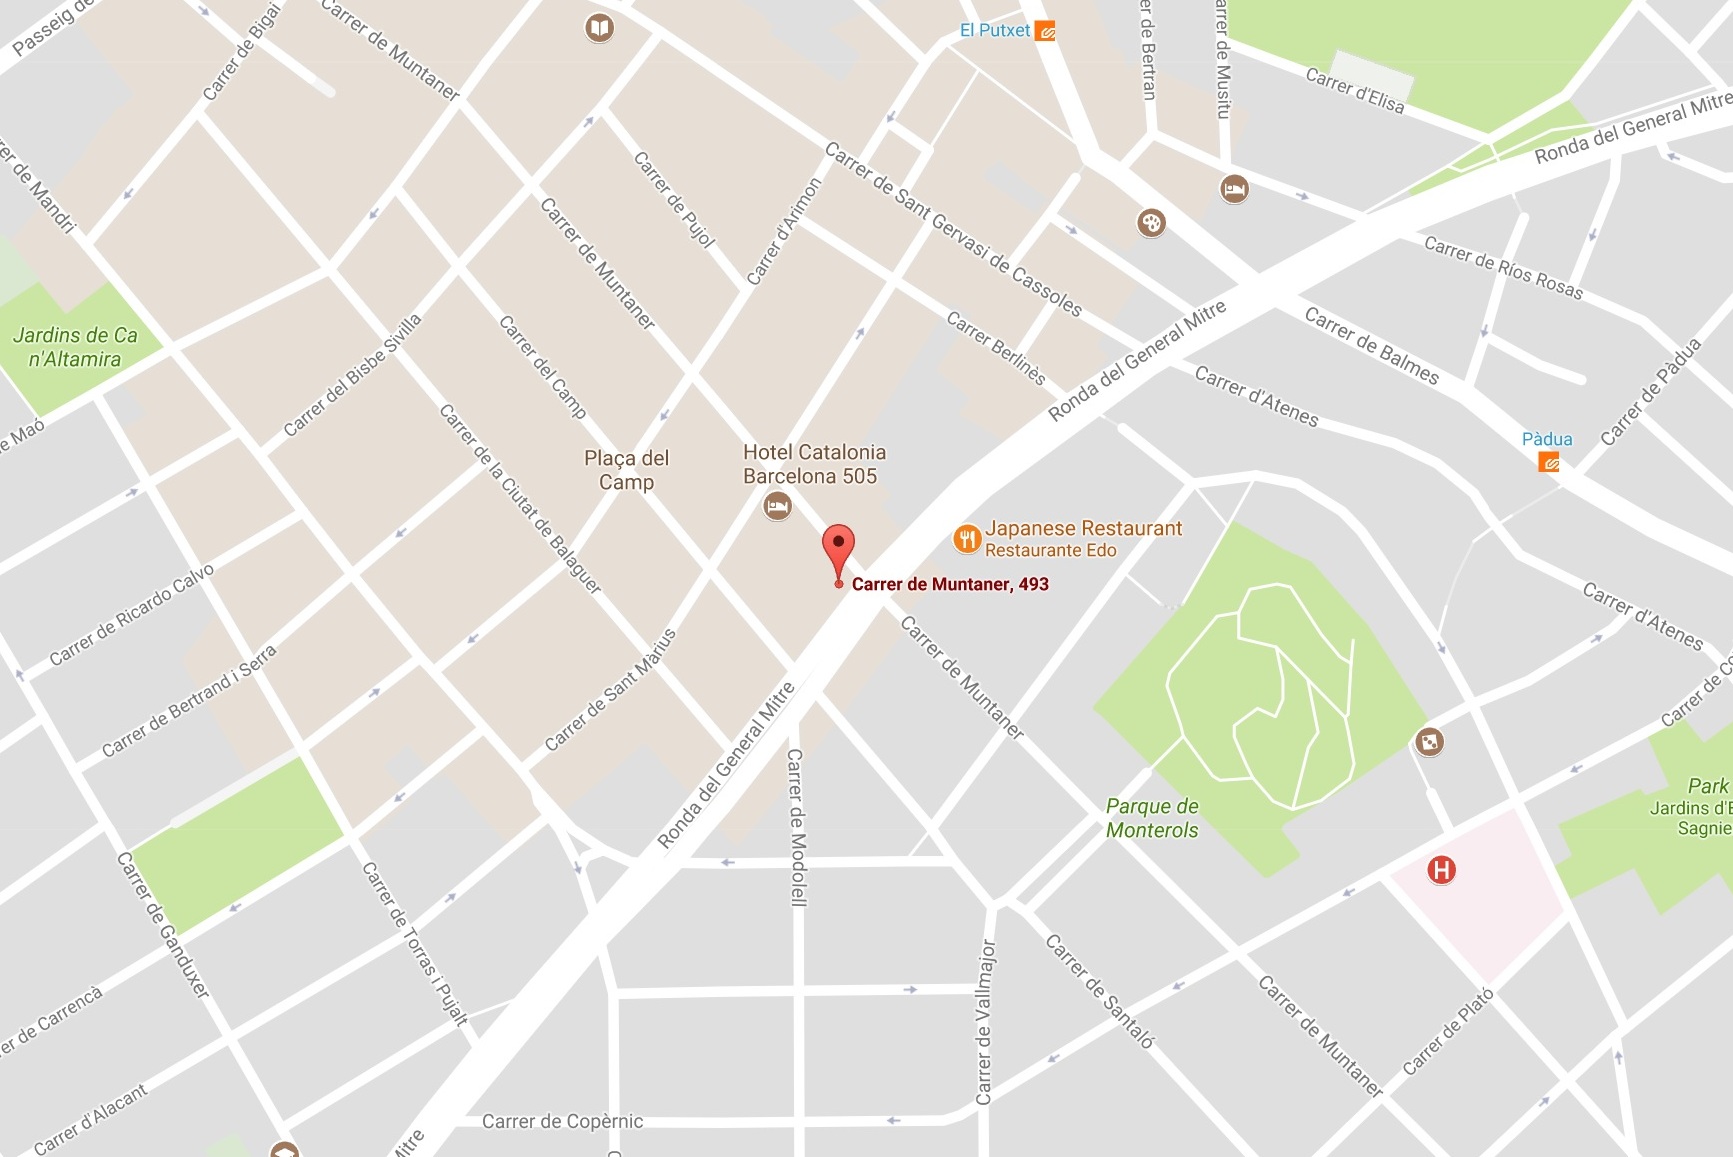 Passeig de
Carrer de Bigai
Carrer de Muntaner
El Putxet
er de Bertran
Carrer de Musitu
Carrer d'Elisa
Ronda del General Mitre
rer de Mandri
Carrer de Pujol
Carrer d'Arimon
Carrer de Sant Gervasi de Cassoles
Carrer de Muntaner
Carrer de Ríos Rosas
Jardins de Ca
n'Altamira
Carrer del Bisbe Sivilla
Carrer del Camp
Carrer Berlinès
Ronda del General Mitre
Carrer de Balmes
Carrer d'Atenes
Carrer de Pàdua
Pàdua
e Maó
Carrer de la Ciutat de Balaguer
Plaça del
Camp
Hotel Catalonia
Barcelona 505
Japanese Restaurant
Restaurante Edo
Carrer de Muntaner, 493
Carrer de Ricardo Calvo
Carrer de Bertrand i Serra
Carrer de Sant Màrius
Carrer de Muntaner
Carrer d'Atenes
Carrer de Co
Ronda del General Mitre
Carrer de Modolell
Parque de
Monterols
Park
Jardins d'E
Sagnie
H
Carrer de Ganduxer
Carrer de Torras i Pujalt
Carrer de Vallmajor
Carrer de Santaló
Carrer de Muntaner
Carrer de Plató
er de Carrencà
Carrer d'Alacant
Carrer de Copèrnic
Mitre